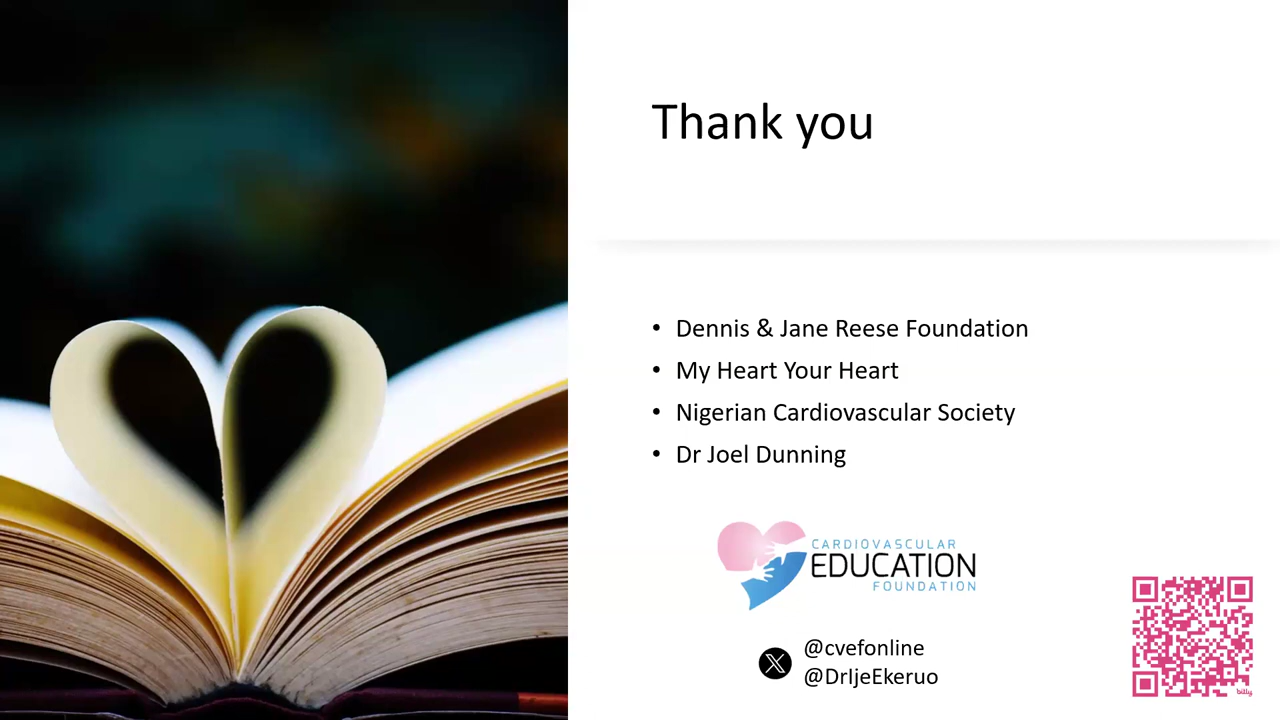 Thank you
• Dennis & Jane Reese Foundation
• My Heart Your Heart
• Nigerian Cardiovascular Society
• Dr Joel Dunning
CARDIOVASCULAR
EDUCATION
FOUNDATION
@cvefonline
@DrIjeEkeruo
bitly